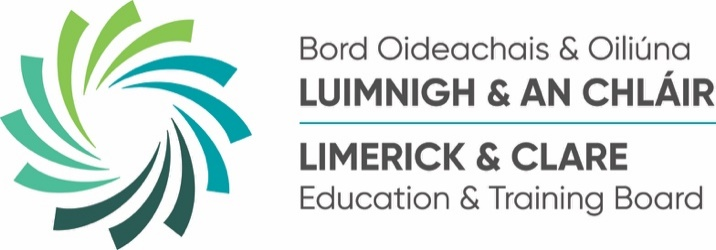 Bord Oideachais & Oiliúna
LUIMNIGH & AN CHLÁIR
LIMERICK & CLARE
Education & Training Board